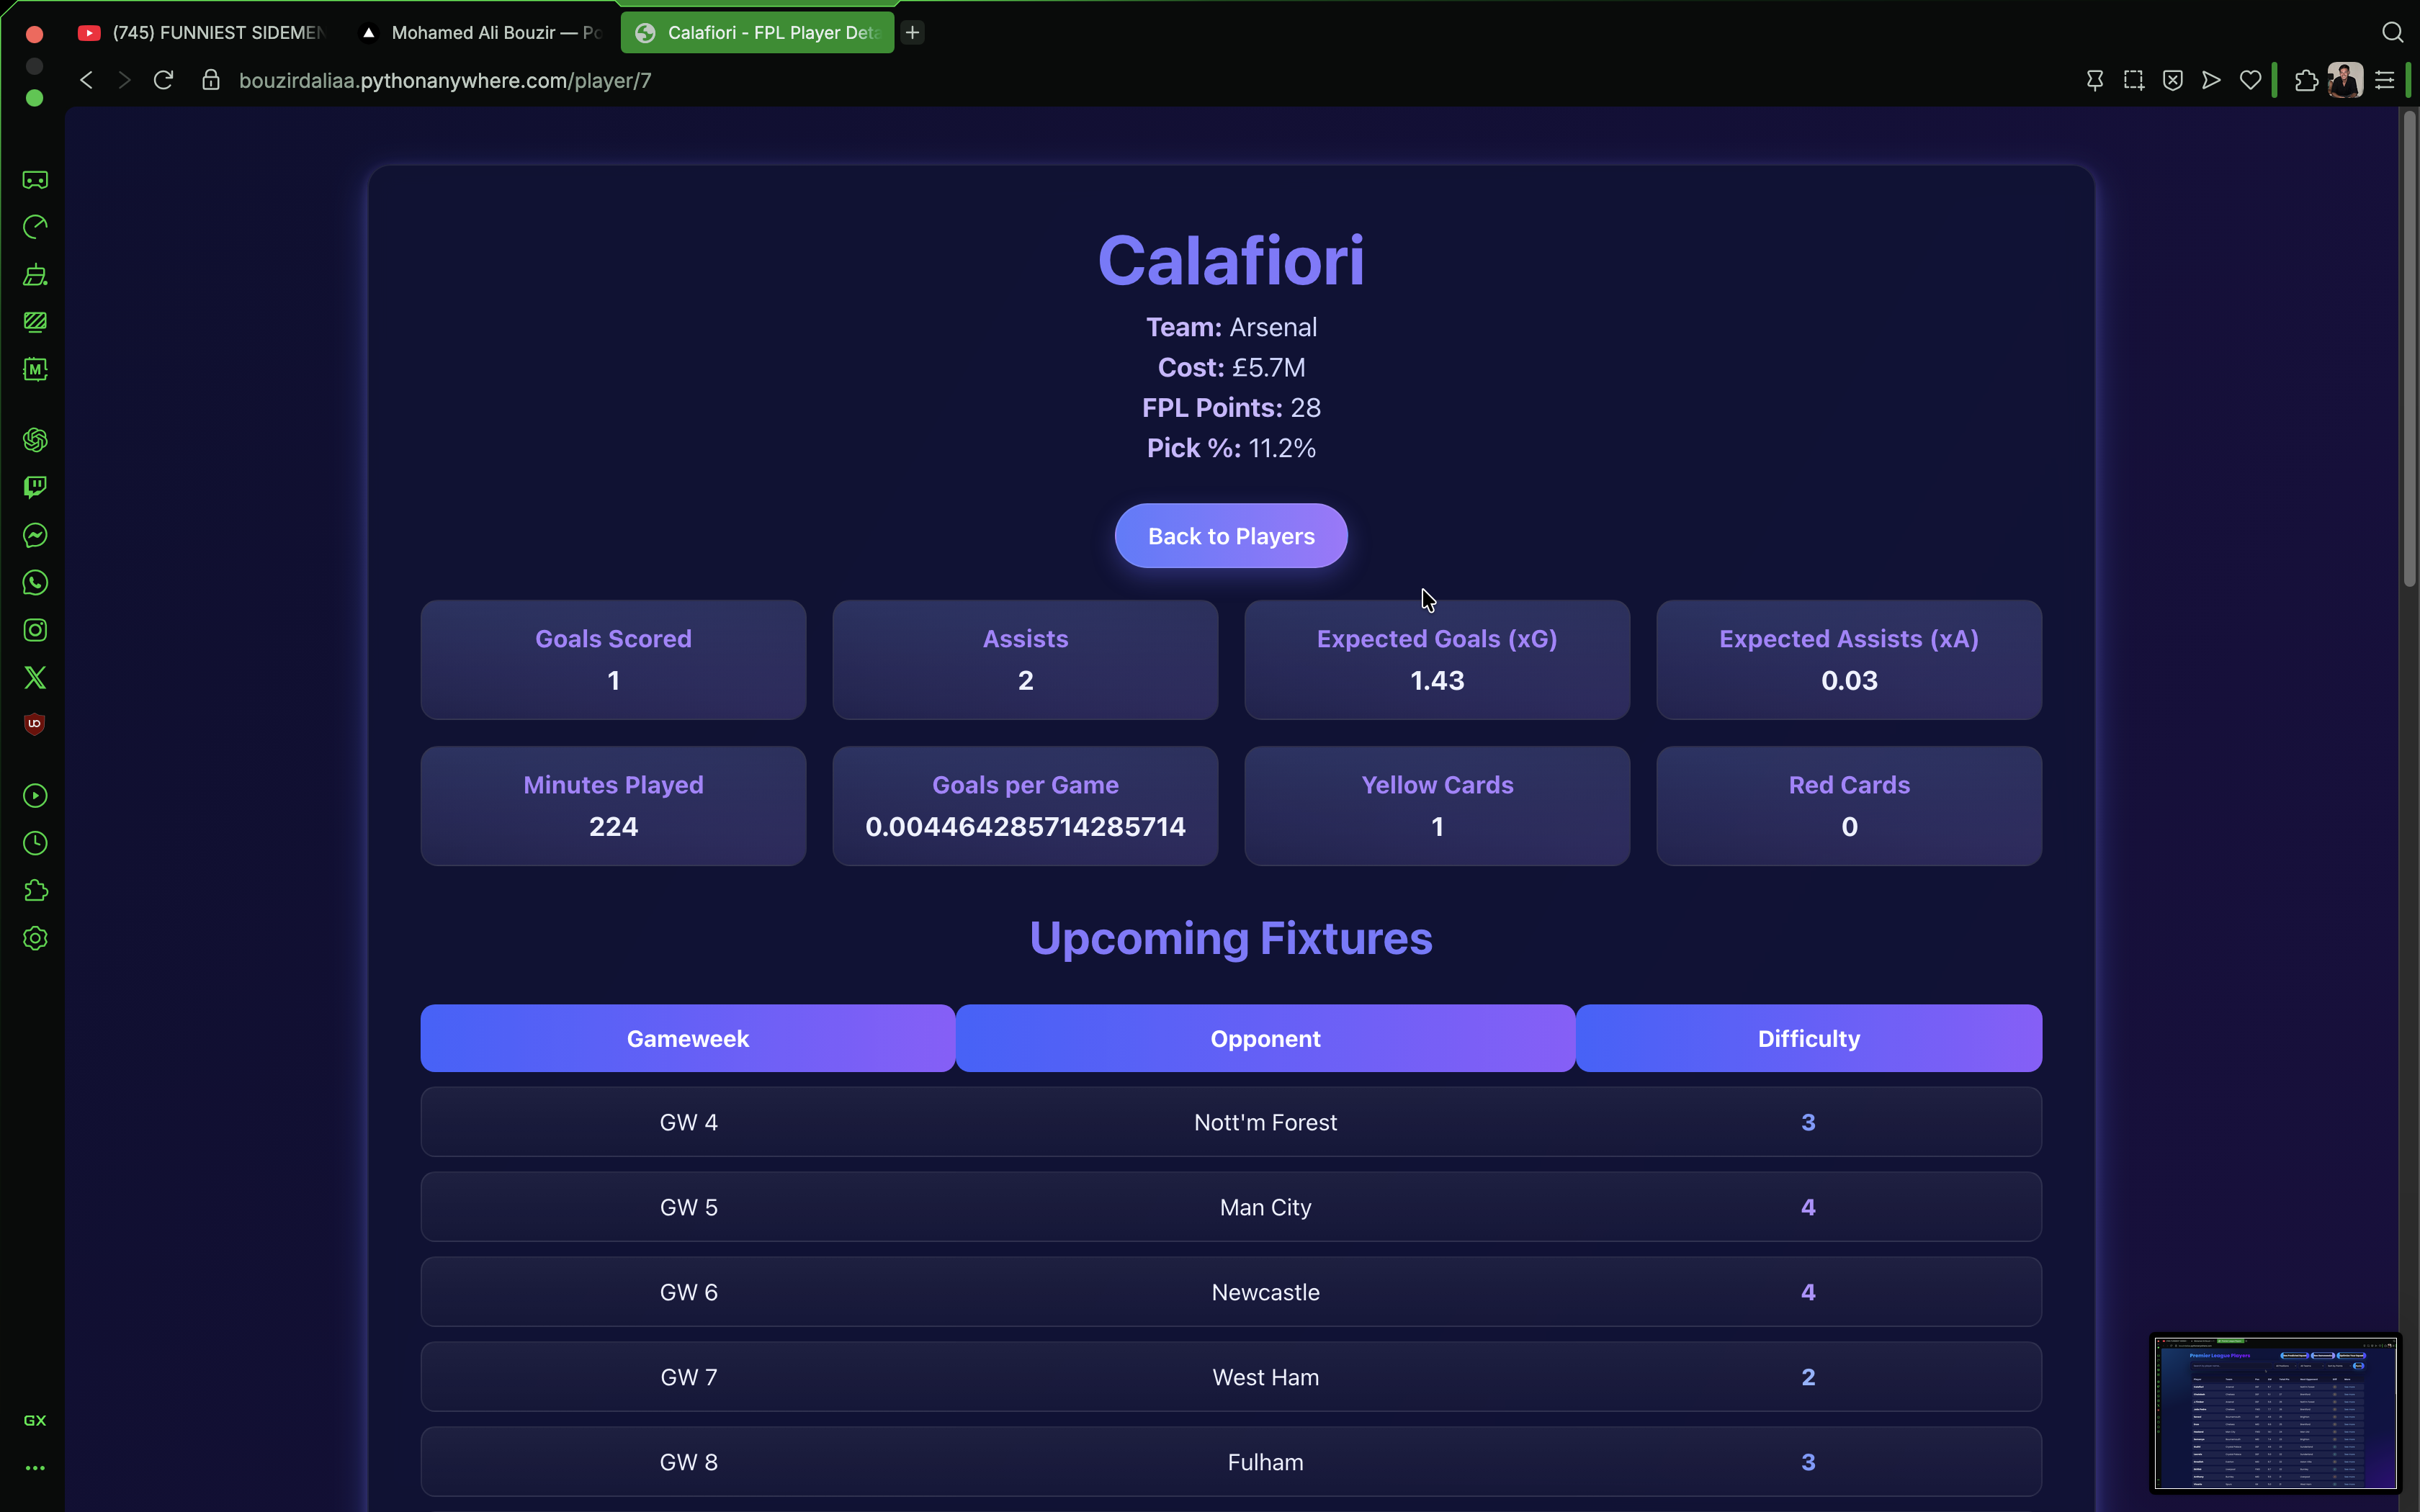 (745) FUNNIEST SIDEMEN
Mohamed Ali Bouzir — Po
Calafiori - FPL Player Deta
bouzirdaliaa.pythonanywhere.com/player/7
Calafiori
Team: Arsenal
Cost: £5.7M
FPL Points: 28
Pick %: 11.2%
Back to Players
Goals Scored
1
Assists
2
Expected Goals (xG)
1.43
Expected Assists (xA)
0.03
Minutes Played
224
Goals per Game
0.004464285714285714
Yellow Cards
1
Red Cards
0
Upcoming Fixtures
Gameweek Opponent Difficulty
GW 4 Nott'm Forest 3
GW 5 Man City 4
GW 6 Newcastle 4
GW 7 West Ham 2
GW 8 Fulham 3
M
GX
Premier League Players